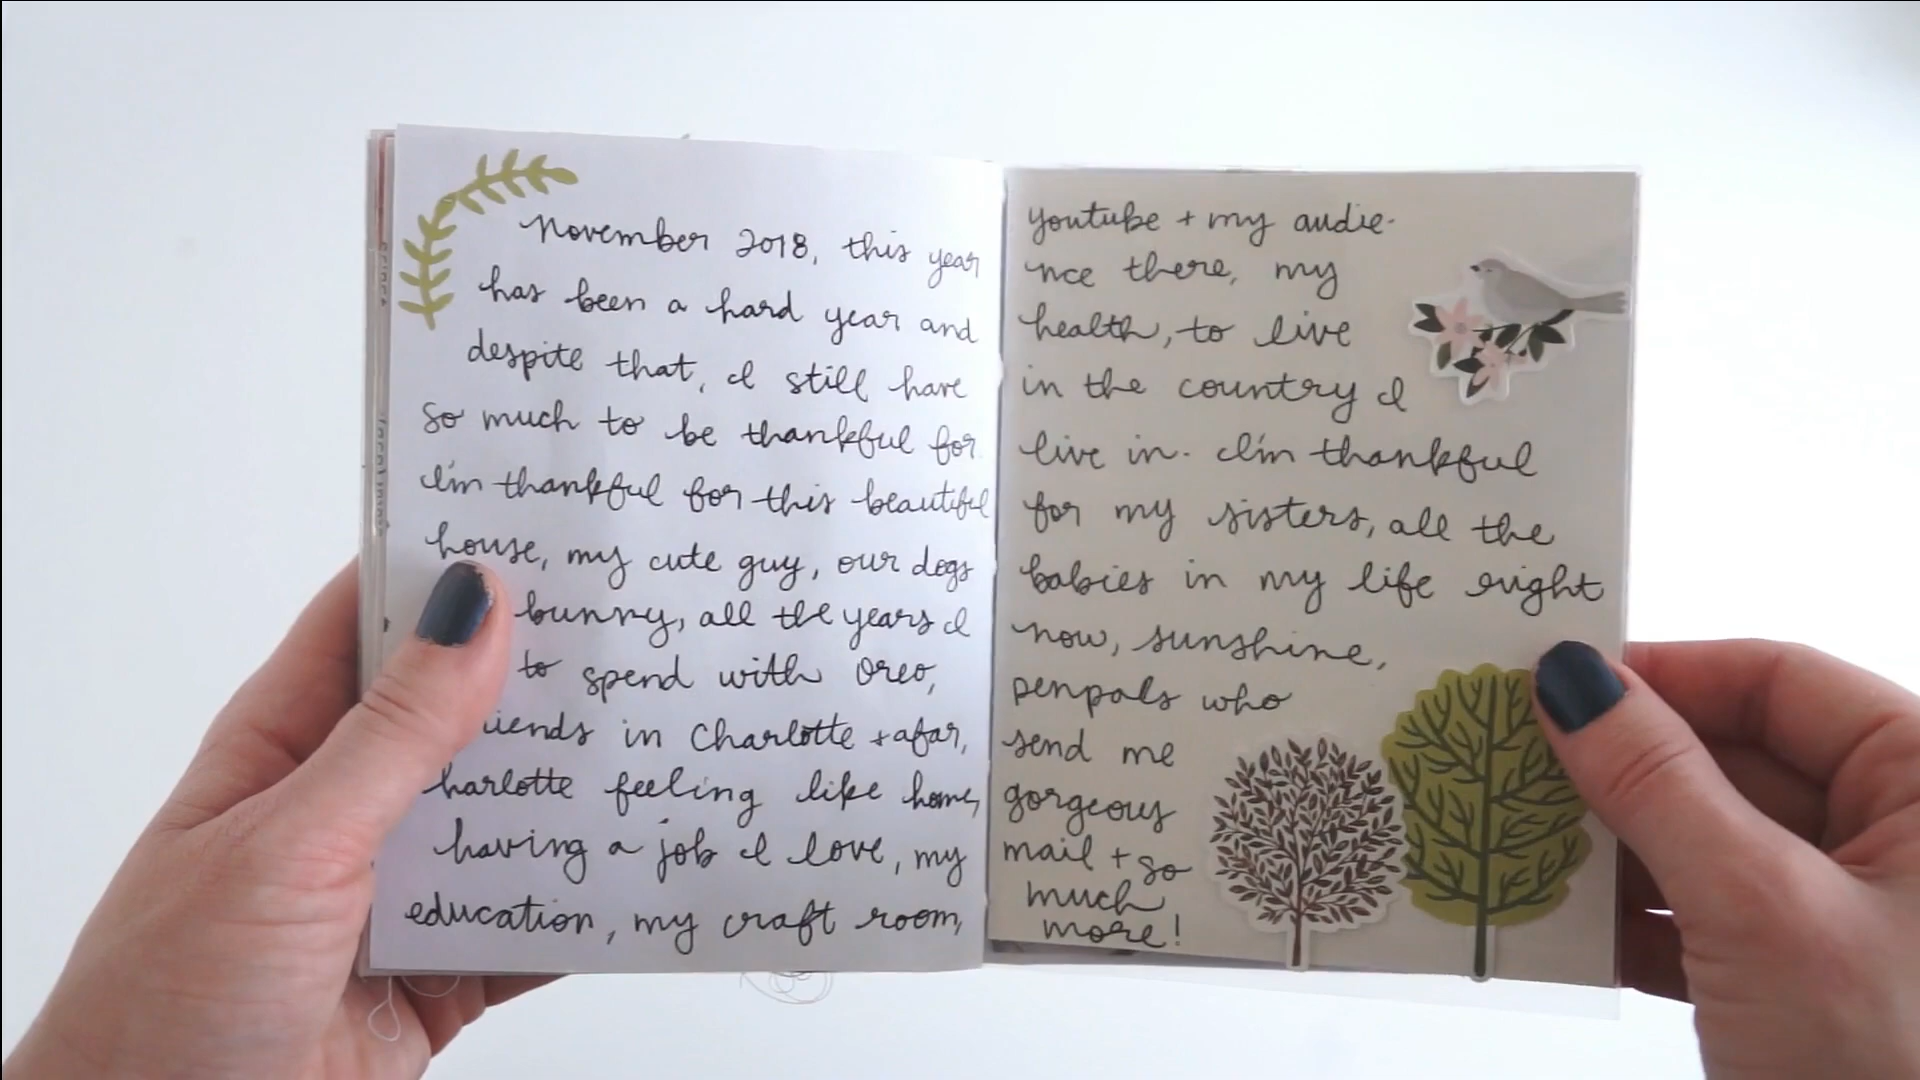 November 2018, this year
has been a hard year and
despite that, I still have
so much to be thankful for.
I'm thankful for this beautiful
house, my cute guy, our dogs
bunny, all the years I
to spend with Oreo,
iends in Charlotte + afar,
harlotte feeling like home,
having a job I love, my
education, my craft room,
youtube + my audie-
nce there, my
health, to live
in the country I
live in. I'm thankful
for my sisters, all the
babies in my life right
now, sunshine,
penpals who
send me
gorgeous
mail + so
much
more!